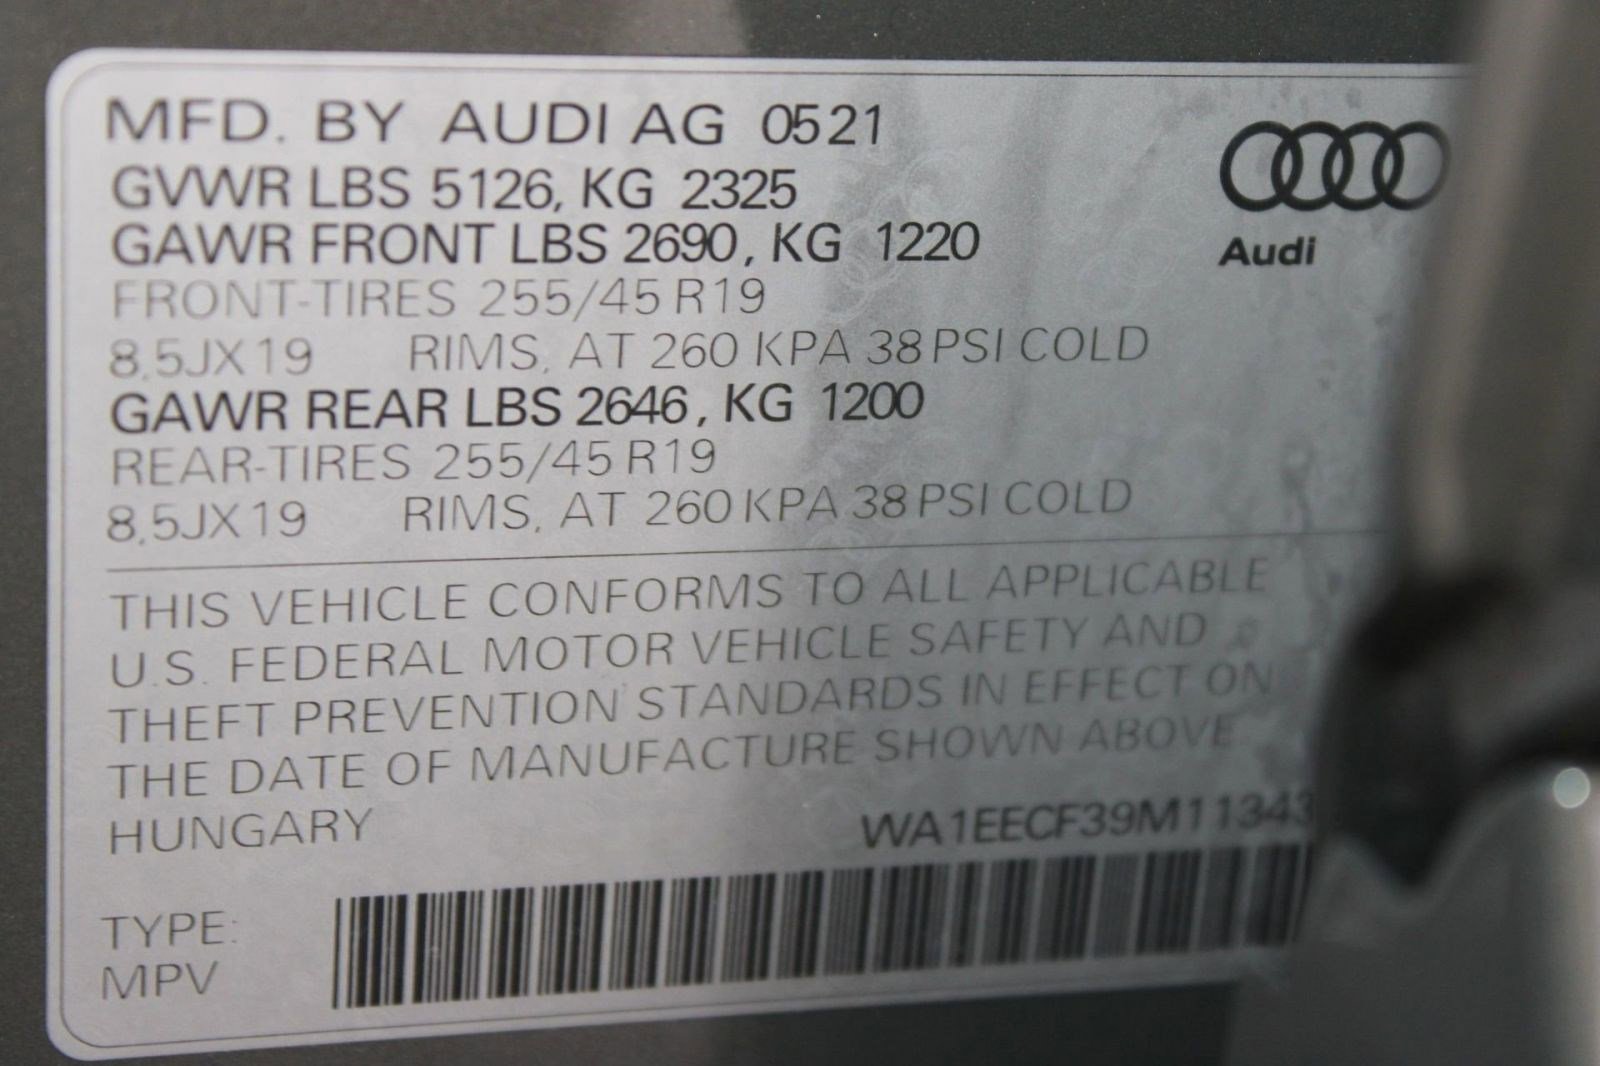 MFD. BY AUDI AG 0521
GVWR LBS 5126, KG 2325
GAWR FRONT LBS 2690, KG 1220
FRONT-TIRES 255/45 R19
8,5JX19 RIMS, AT 260 KPA 38 PSI COLD
GAWR REAR LBS 2646, KG 1200
REAR-TIRES 255/45 R19
8,5JX19 RIMS, AT 260 KPA 38 PSI COLD
Audi
THIS VEHICLE CONFORMS TO ALL APPLICABLE
U.S. FEDERAL MOTOR VEHICLE SAFETY AND
THEFT PREVENTION STANDARDS IN EFFECT ON
THE DATE OF MANUFACTURE SHOWN ABOVE
HUNGARY WA1EECF39M11343
TYPE:
MPV